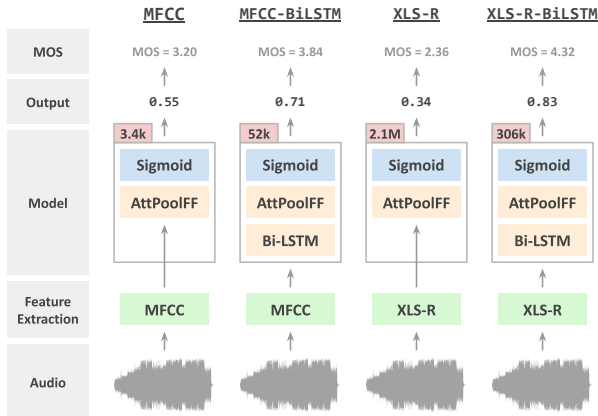 MFCC MFCC-BiLSTM XLS-R XLS-R-BiLSTM
MOS MOS = 3.20 MOS = 3.84 MOS = 2.36 MOS = 4.32
Output 0.55 0.71 0.34 0.83
3.4k 52k 2.1M 306k
Sigmoid Sigmoid Sigmoid Sigmoid
Model AttPoolFF AttPoolFF AttPoolFF AttPoolFF
Bi-LSTM Bi-LSTM
Feature
Extraction MFCC MFCC XLS-R XLS-R
Audio